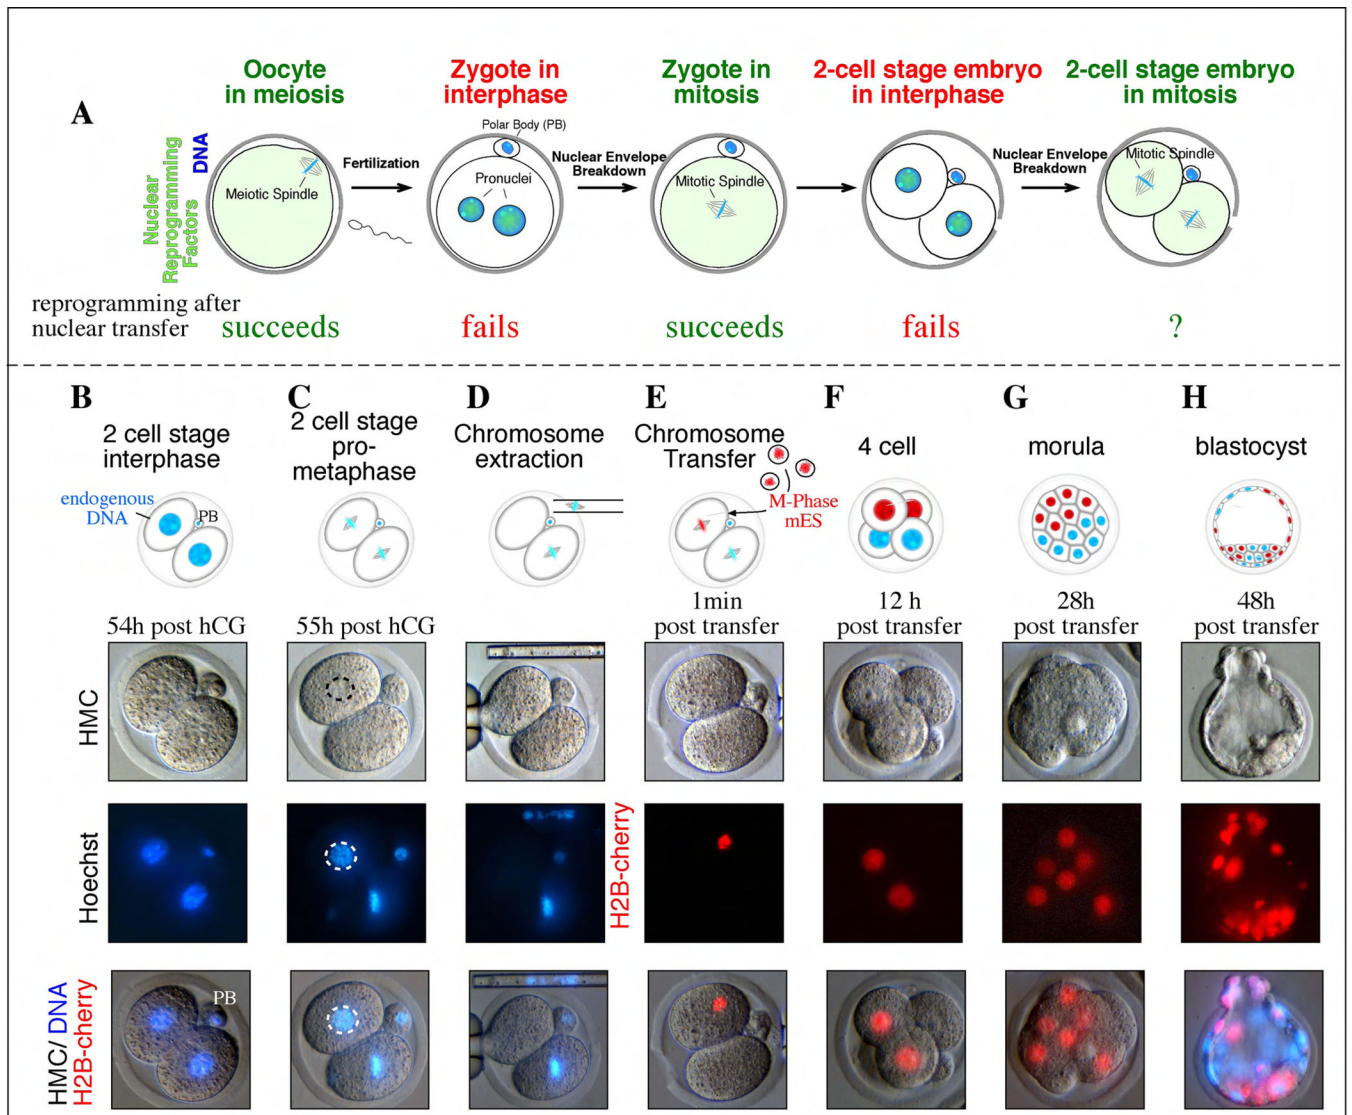 A
Oocyte
in meiosis
Zygote in
interphase
Zygote in
mitosis
2-cell stage embryo
in interphase
2-cell stage embryo
in mitosis
Nuclear
Reprogramming
Factors
DNA
Meiotic Spindle
Fertilization
Polar Body (PB)
Pronuclei
Nuclear Envelope
Breakdown
Mitotic Spindle
Nuclear Envelope
Breakdown
Mitotic Spindle
reprogramming after
nuclear transfer
succeeds
fails
succeeds
fails
?
B
2 cell stage
interphase
endogenous
DNA
PB
54h post hCG
C
2 cell stage
pro-
metaphase
55h post hCG
D
Chromosome
extraction
E
Chromosome
Transfer
M-Phase
mES
1min
post transfer
F
4 cell
12 h
post transfer
G
morula
28h
post transfer
H
blastocyst
48h
post transfer
HMC
Hoechst
H2B-cherry
HMC/ DNA
H2B-cherry
PB